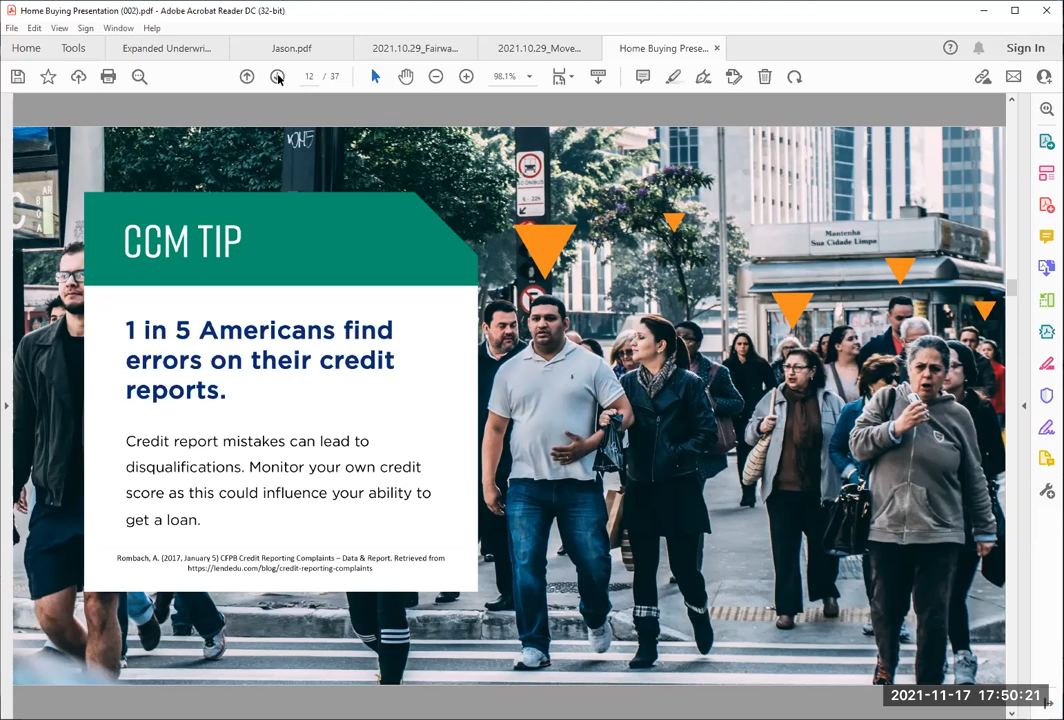 Home Buying Presentation (002).pdf - Adobe Acrobat Reader DC (32-bit)
File Edit View Sign Window Help
Home Tools Expanded Underwri... Jason.pdf 2021.10.29_Fairwa... 2021.10.29_Move... Home Buying Prese... × Sign In
12 / 37 98.1%
Mantenha
Sua Cidade Limpa
CCM TIP
1 in 5 Americans find
errors on their credit
reports.
Credit report mistakes can lead to
disqualifications. Monitor your own credit
score as this could influence your ability to
get a loan.
Rombach, A. (2017, January 5) CFPB Credit Reporting Complaints – Data & Report. Retrieved from
https://lendedu.com/blog/credit-reporting-complaints
2021-11-17 17:50:21